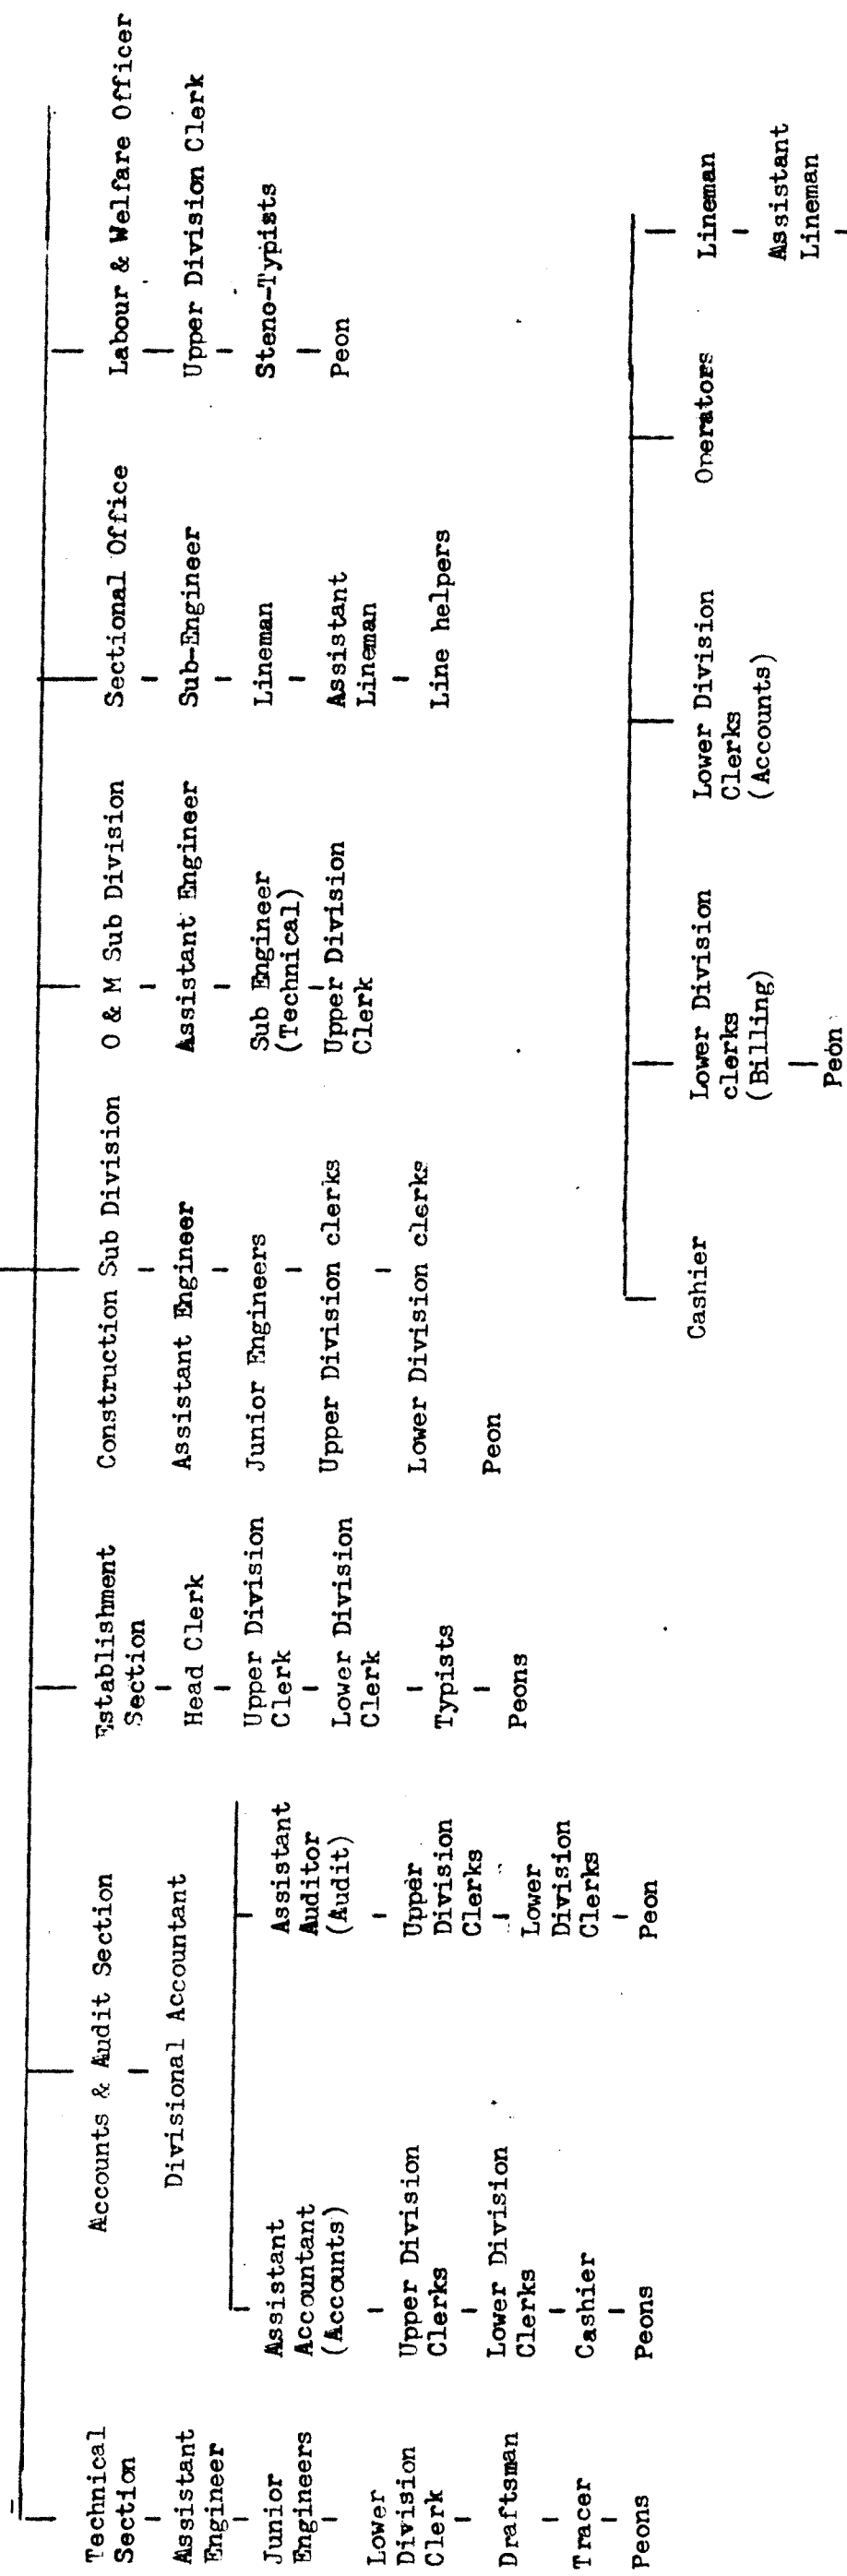 Technical
Section
Assistant
Engineer
Junior
Engineers
Lower
Division
Clerk
Draftsman
Tracer
Peons
Accounts & Audit Section
Divisional Accountant
Assistant
Accountant
(Accounts)
Upper Division
Clerks
Lower Division
Clerks
Cashier
Peons
Assistant
Auditor
(Audit)
Upper
Division
Clerks
Lower
Division
Clerks
Peon
Establishment
Section
Head Clerk
Upper Division
Clerk
Lower Division
Clerk
Typists
Peons
Construction Sub Division
Assistant Engineer
Junior Engineers
Upper Division clerks
Lower Division clerks
Peon
O & M Sub Division
Assistant Engineer
Sub Engineer
(Technical)
Upper Division
Clerk
Sectional Office
Sub-Engineer
Lineman
Assistant
Lineman
Line helpers
Labour & Welfare Officer
Upper Division Clerk
Steno-Typists
Peon
Cashier
Lower Division
clerks
(Billing)
Peon
Lower Division
Clerks
(Accounts)
Operators
Lineman
Assistant
Lineman